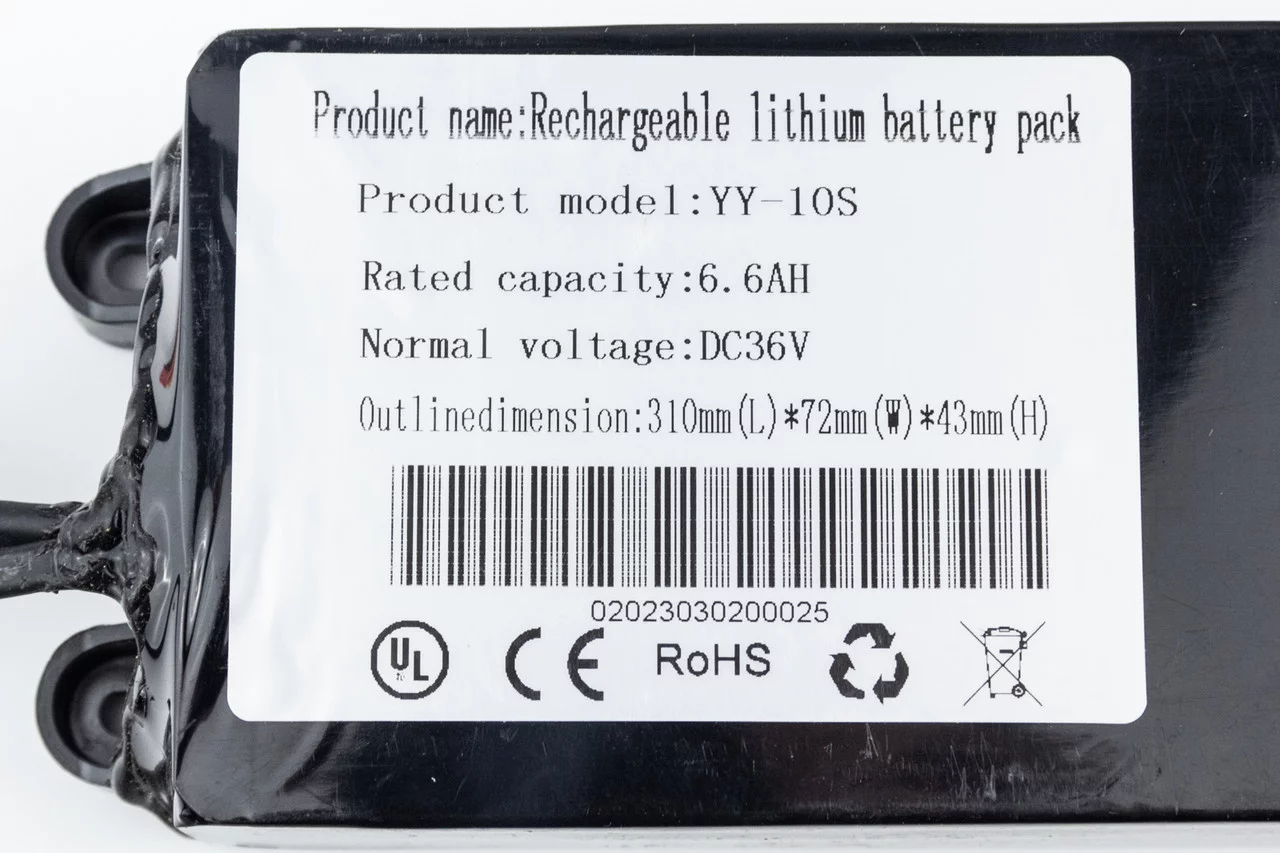 Product name:Rechargeable lithium battery pack
Product model:YY-10S
Rated capacity:6.6AH
Normal voltage:DC36V
Outlinedimension:310mm(L)*72mm(W)*43mm(H)
02023030200025
UL CE RoHS